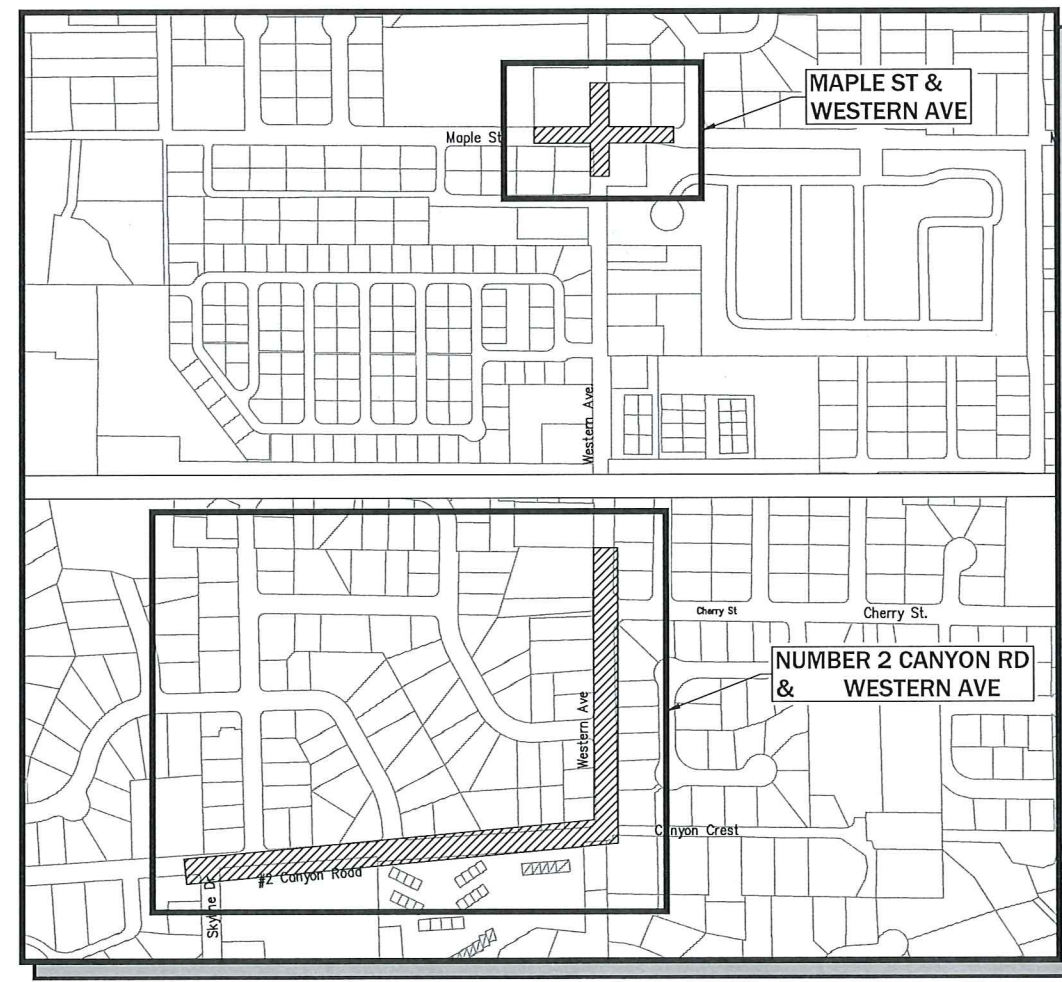 MAPLE ST &
WESTERN AVE
Maple St
Western Ave
Cherry St
Cherry St.
NUMBER 2 CANYON RD
& WESTERN AVE
Western Ave
Canyon Crest
#2 Canyon Road
Skyline Dr